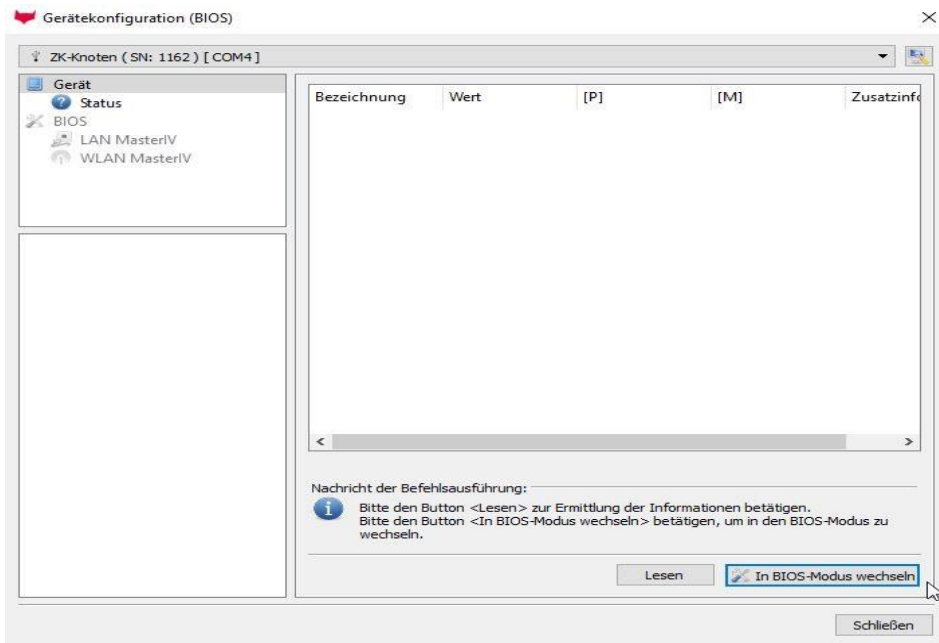 Gerätekonfiguration (BIOS)
ZK-Knoten ( SN: 1162 ) [ COM4 ]
Gerät
Status
BIOS
LAN MasterIV
WLAN MasterIV
Bezeichnung Wert [P] [M] Zusatzinfo
Nachricht der Befehlsausführung:
Bitte den Button <Lesen> zur Ermittlung der Informationen betätigen.
Bitte den Button <In BIOS-Modus wechseln> betätigen, um in den BIOS-Modus zu
wechseln.
Lesen In BIOS-Modus wechseln
Schließen